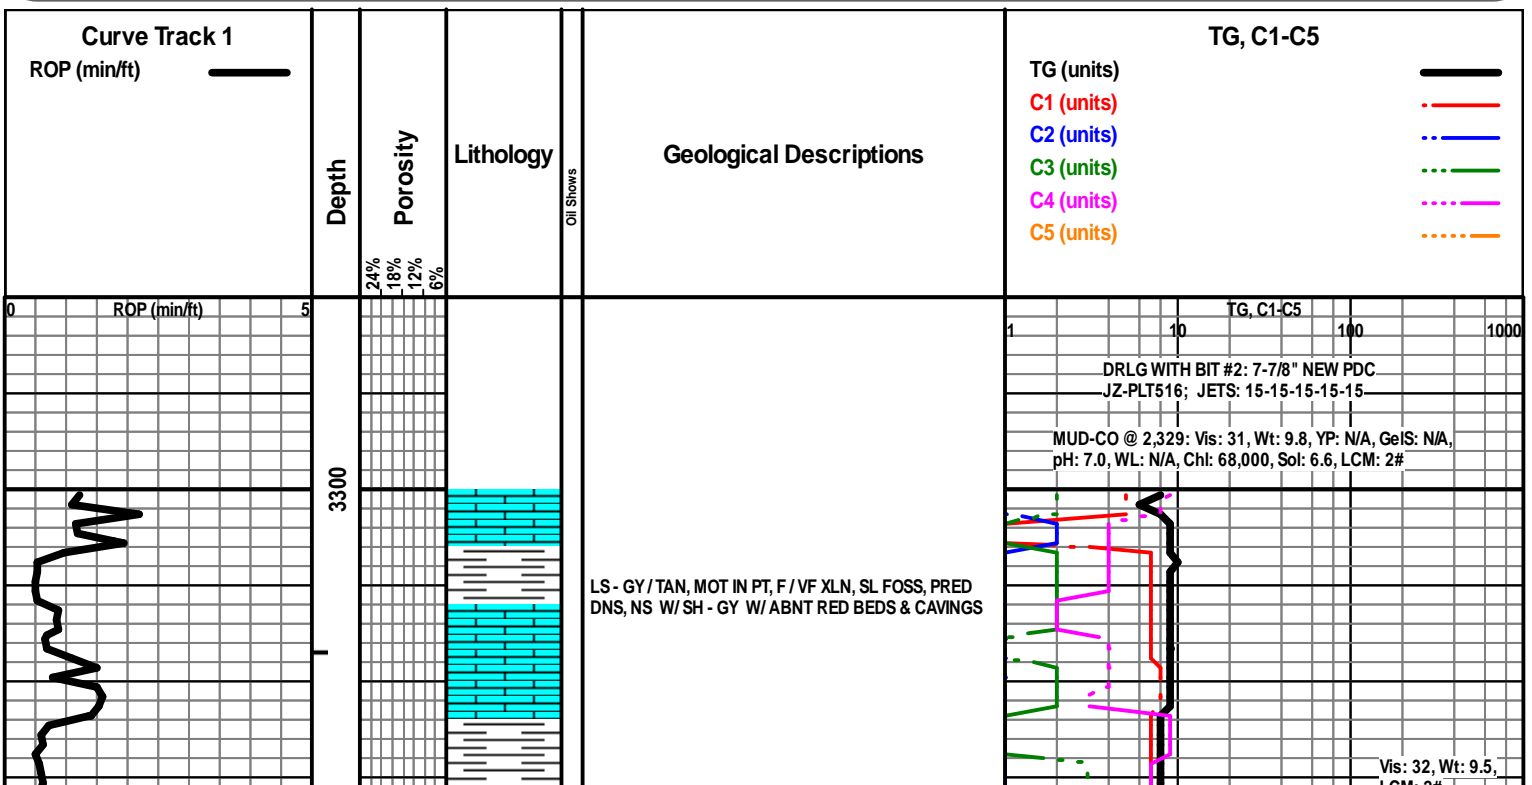 Curve Track 1
ROP (min/ft)
Depth
Porosity
24%
18%
12%
6%
Lithology
Oil Shows
Geological Descriptions
TG, C1-C5
TG (units)
C1 (units)
C2 (units)
C3 (units)
C4 (units)
C5 (units)
0 ROP (min/ft) 5
TG, C1-C5
1 10 100 1000
DRLG WITH BIT #2: 7-7/8" NEW PDC
JZ-PLT516; JETS: 15-15-15-15-15
MUD-CO @ 2,329: Vis: 31, Wt: 9.8, YP: N/A, GelS: N/A,
pH: 7.0, WL: N/A, Chl: 68,000, Sol: 6.6, LCM: 2#
3300
LS - GY / TAN, MOT IN PT, F / VF XLN, SL FOSS, PRED
DNS, NS W/ SH - GY W/ ABNT RED BEDS & CAVINGS
Vis: 32, Wt: 9.5,
LCM: 2#